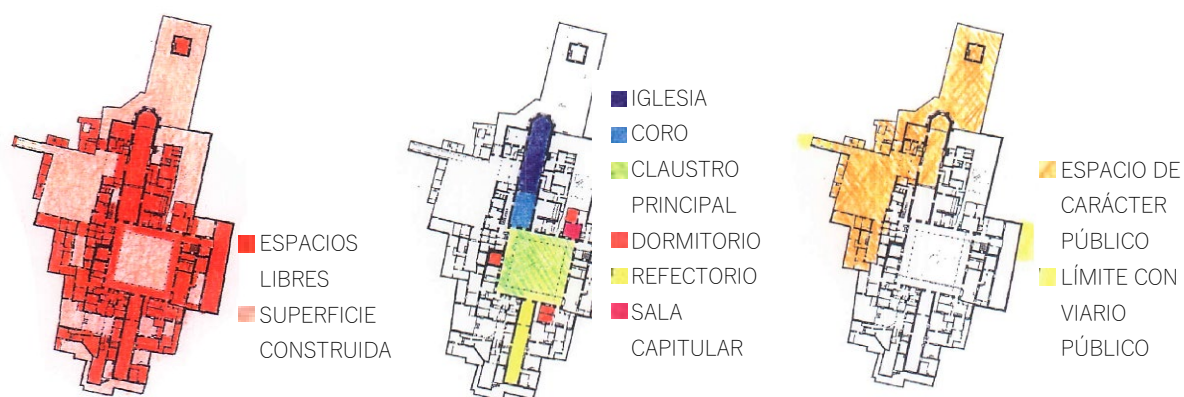 ESPACIOS
LIBRES
SUPERFICIE
CONSTRUIDA
IGLESIA
CORO
CLAUSTRO
PRINCIPAL
DORMITORIO
REFECTORIO
SALA
CAPITULAR
ESPACIO DE
CARÁCTER
PÚBLICO
LÍMITE CON
VIARIO
PÚBLICO